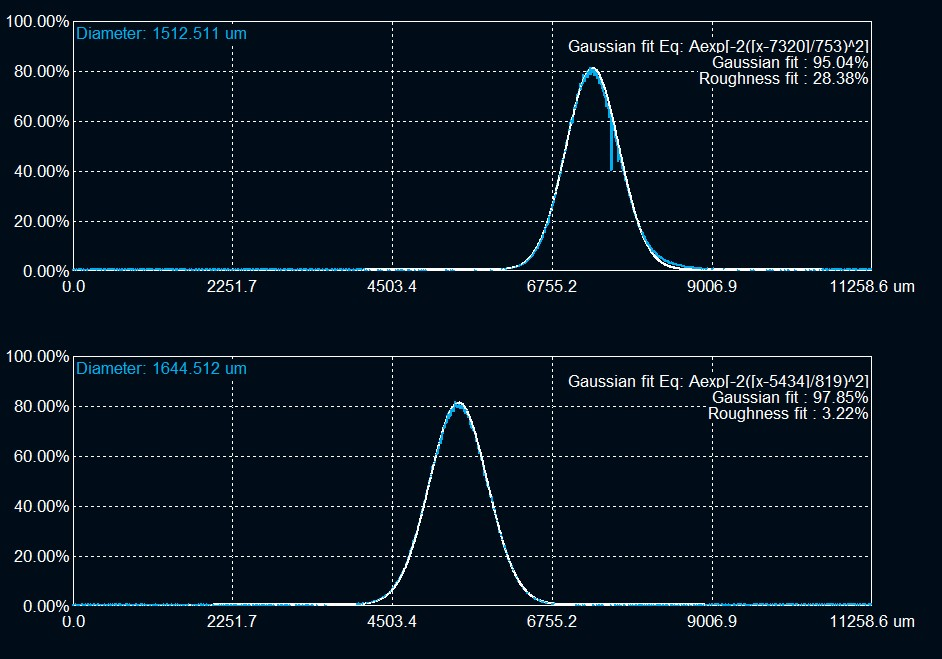 100.00%
Diameter: 1512.511 um
Gaussian fit Eq: Aexp[-2([x-7320]/753)^2]
Gaussian fit : 95.04%
80.00%
Roughness fit : 28.38%
60.00%
40.00%
20.00%
0.00%
0.0 2251.7 4503.4 6755.2 9006.9 11258.6 um
100.00%
Diameter: 1644.512 um
Gaussian fit Eq: Aexp[-2([x-5434]/819)^2]
Gaussian fit : 97.85%
80.00%
Roughness fit : 3.22%
60.00%
40.00%
20.00%
0.00%
0.0 2251.7 4503.4 6755.2 9006.9 11258.6 um